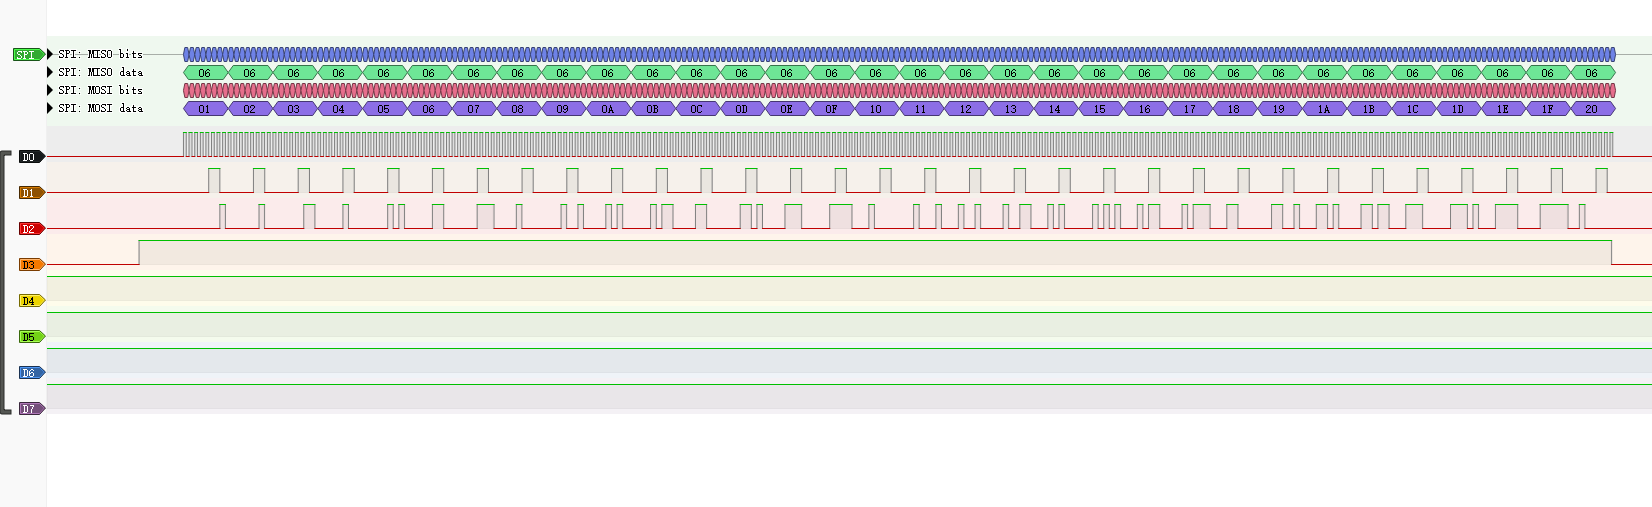 SPI SPI: MISO bits
SPI: MISO data 06 06 06 06 06 06 06 06 06 06 06 06 06 06 06 06 06 06 06 06 06 06 06 06 06 06 06 06 06 06 06 06
SPI: MOSI bits
SPI: MOSI data 01 02 03 04 05 06 07 08 09 0A 0B 0C 0D 0E 0F 10 11 12 13 14 15 16 17 18 19 1A 1B 1C 1D 1E 1F 20
D0
D1
D2
D3
D4
D5
D6
D7